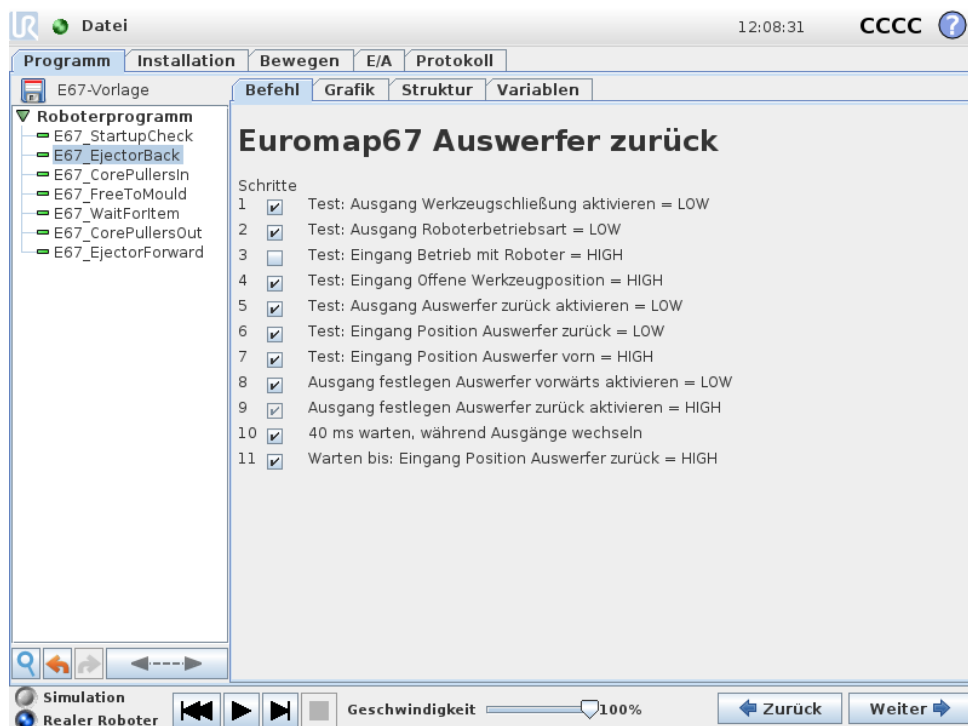 UR Datei 12:08:31 CCCC ?
Programm Installation Bewegen E/A Protokoll
E67-Vorlage
Befehl Grafik Struktur Variablen
Roboterprogramm
E67_StartupCheck
E67_EjectorBack
E67_CorePullersIn
E67_FreeToMould
E67_WaitForItem
E67_CorePullersOut
E67_EjectorForward
Euromap67 Auswerfer zurück
Schritte
1 Test: Ausgang Werkzeugschließung aktivieren = LOW
2 Test: Ausgang Roboterbetriebsart = LOW
3 Test: Eingang Betrieb mit Roboter = HIGH
4 Test: Eingang Offene Werkzeugposition = HIGH
5 Test: Ausgang Auswerfer zurück aktivieren = LOW
6 Test: Eingang Position Auswerfer zurück = LOW
7 Test: Eingang Position Auswerfer vorn = HIGH
8 Ausgang festlegen Auswerfer vorwärts aktivieren = LOW
9 Ausgang festlegen Auswerfer zurück aktivieren = HIGH
10 40 ms warten, während Ausgänge wechseln
11 Warten bis: Eingang Position Auswerfer zurück = HIGH
Simulation
Realer Roboter
Geschwindigkeit 100%
Zurück
Weiter